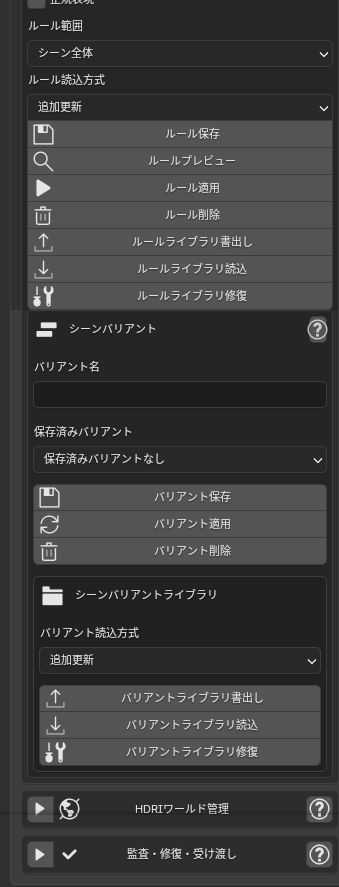 正規表現
ルール範囲
シーン全体
ルール読込方式
追加更新
ルール保存
ルールプレビュー
ルール適用
ルール削除
ルールライブラリ書出し
ルールライブラリ読込
ルールライブラリ修復
シーンバリアント
?
バリアント名
保存済みバリアント
保存済みバリアントなし
バリアント保存
バリアント適用
バリアント削除
シーンバリアントライブラリ
バリアント読込方式
追加更新
バリアントライブラリ書出し
バリアントライブラリ読込
バリアントライブラリ修復
HDRIワールド管理
?
監査・修復・受け渡し
?